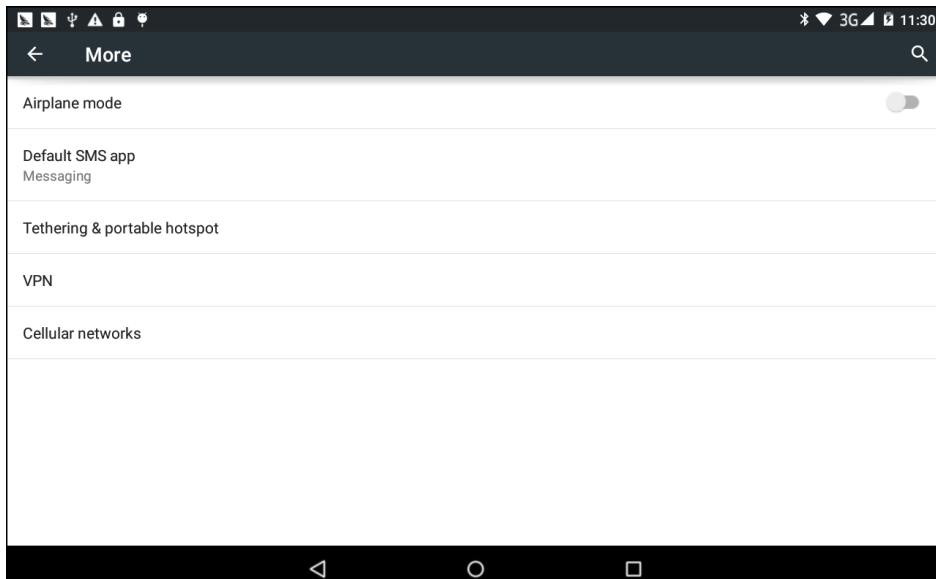 3G 11:30
More
Airplane mode
Default SMS app
Messaging
Tethering & portable hotspot
VPN
Cellular networks